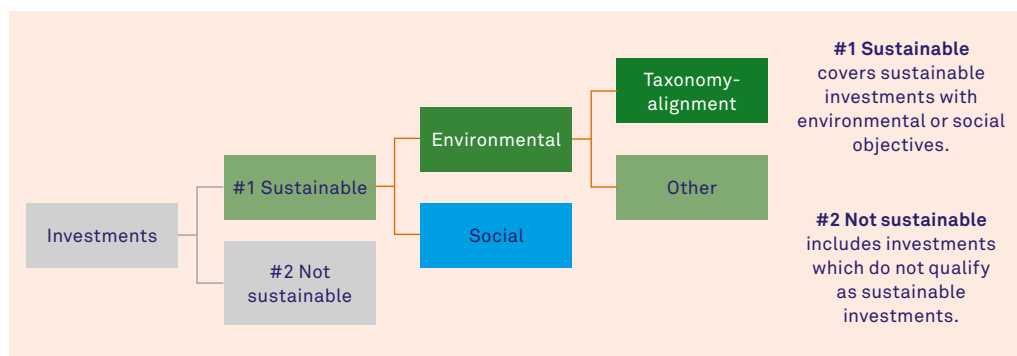 Investments
#1 Sustainable
#2 Not
sustainable
Environmental
Social
Taxonomy-
alignment
Other
#1 Sustainable
covers sustainable
investments with
environmental or social
objectives.
#2 Not sustainable
includes investments
which do not qualify
as sustainable
investments.